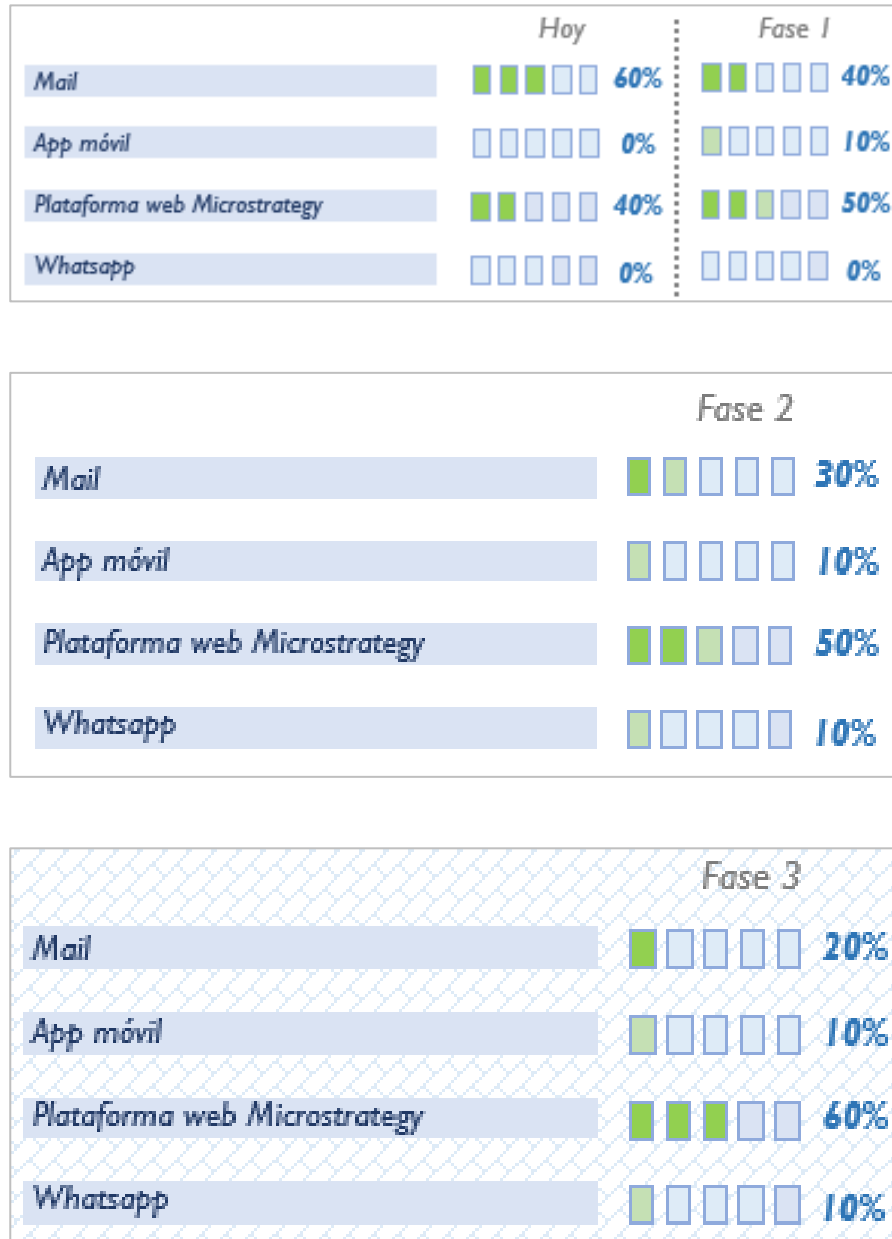 Hoy Fase 1
Mail 60% 40%
App móvil 0% 10%
Plataforma web Microstrategy 40% 50%
Whatsapp 0% 0%
Fase 2
Mail 30%
App móvil 10%
Plataforma web Microstrategy 50%
Whatsapp 10%
Fase 3
Mail 20%
App móvil 10%
Plataforma web Microstrategy 60%
Whatsapp 10%